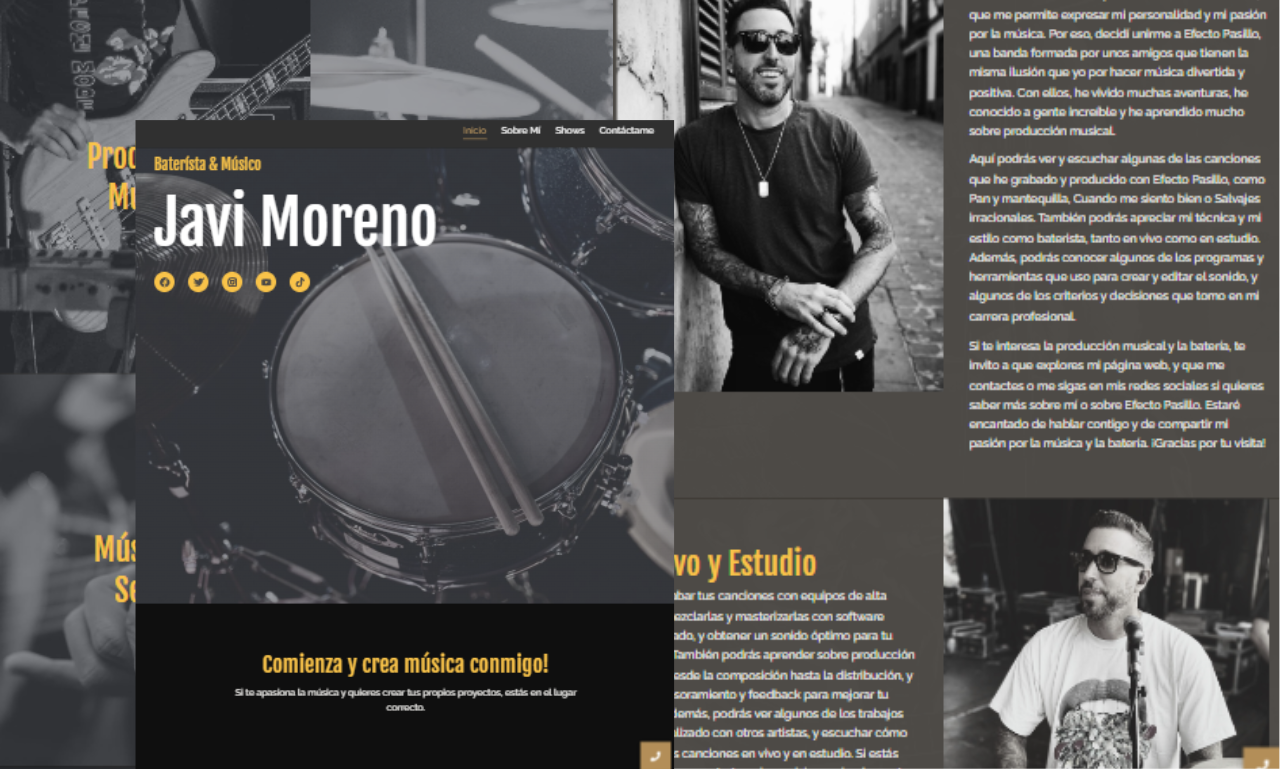 Inicio Sobre Mí Shows Contáctame
Baterísta & Músico
Javi Moreno
Comienza y crea música conmigo!
Si te apasiona la música y quieres crear tus propios proyectos, estás en el lugar
correcto.
Prod
Mú
Mús
Se
que me permite expresar mi personalidad y mi pasión
por la música. Por eso, decidí unirme a Efecto Pasillo,
una banda formada por unos amigos que tienen la
misma ilusión que yo por hacer música divertida y
positiva. Con ellos, he vivido muchas aventuras, he
conocido a gente increíble y he aprendido mucho
sobre producción musical.
Aquí podrás ver y escuchar algunas de las canciones
que he grabado y producido con Efecto Pasillo, como
Pan y mantequilla, Cuando me siento bien o Salvajes
irracionales. También podrás apreciar mi técnica y mi
estilo como baterista, tanto en vivo como en estudio.
Además, podrás conocer algunos de los programas y
herramientas que uso para crear y editar el sonido, y
algunos de los criterios y decisiones que tomo en mi
carrera profesional.
Si te interesa la producción musical y la batería, te
invito a que explores mi página web, y que me
contactes o me sigas en mis redes sociales si quieres
saber más sobre mí o sobre Efecto Pasillo. Estaré
encantado de hablar contigo y de compartir mi
pasión por la música y la batería. ¡Gracias por tu visita!
vo y Estudio
abar tus canciones con equipos de alta
ezclarlas y masterizarlas con software
ado, y obtener un sonido óptimo para tu
También podrás aprender sobre producción
esde la composición hasta la distribución, y
soramiento y feedback para mejorar tu
demás, podrás ver algunos de los trabajos
alizado con otros artistas, y escuchar cómo
s canciones en vivo y en estudio. Si estás